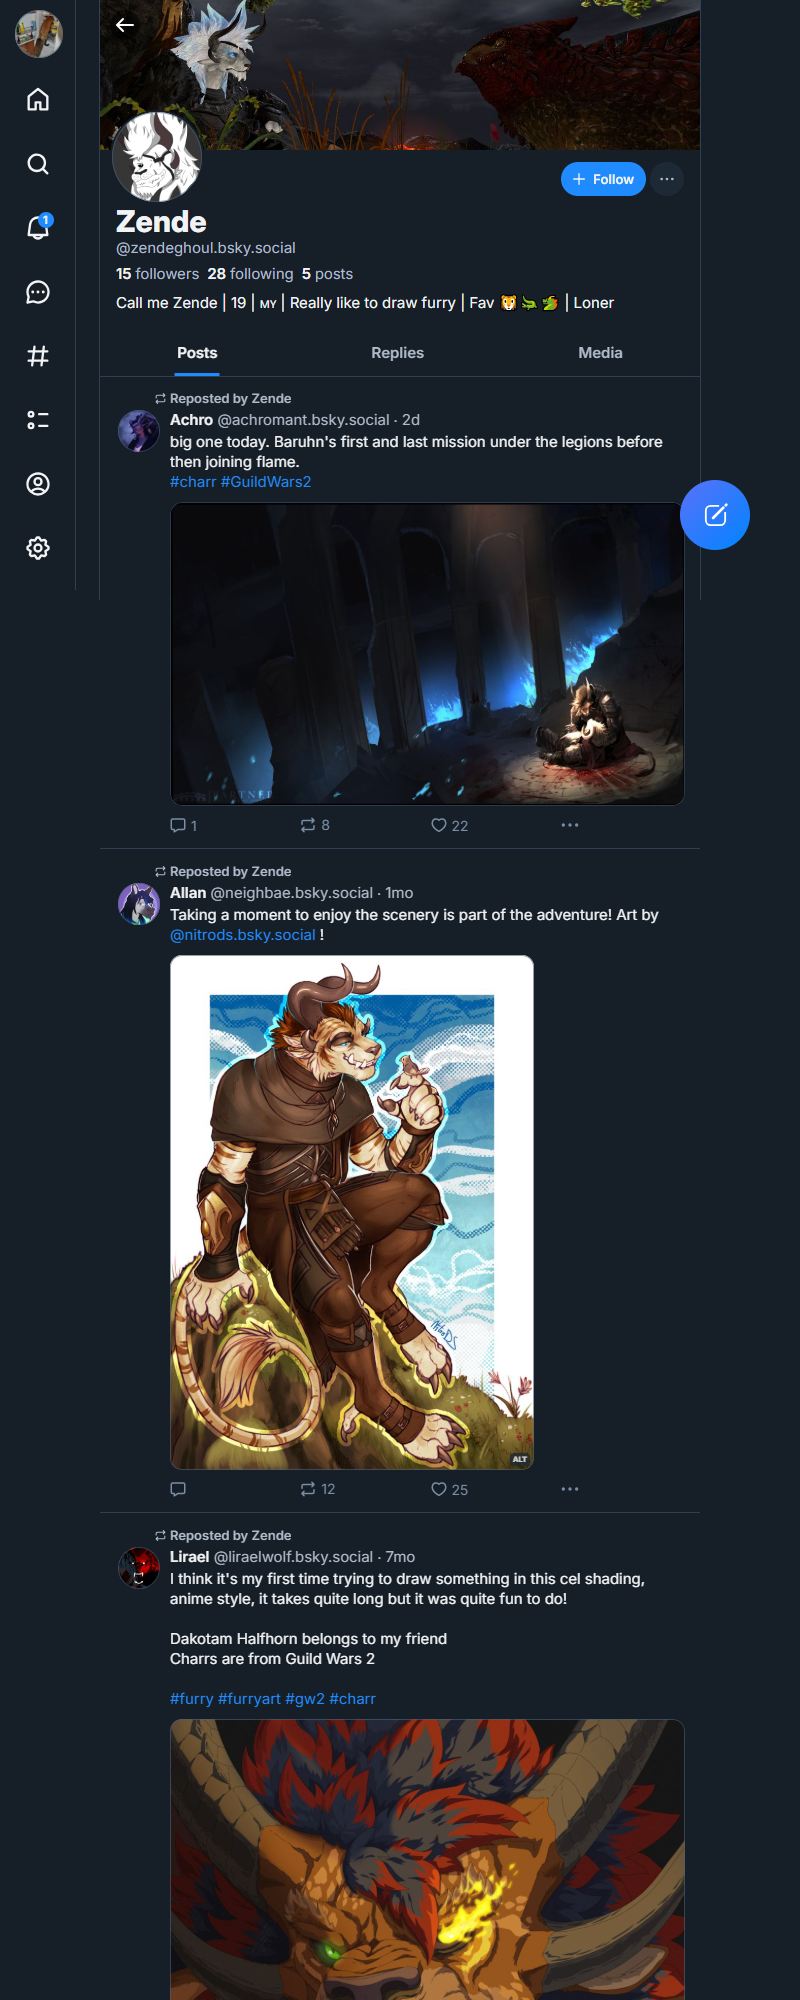 1
Follow
Zende
@zendeghoul.bsky.social
15 followers 28 following 5 posts
Call me Zende | 19 | ᴍʏ | Really like to draw furry | Fav 🐯🐊🐲 | Loner
Posts Replies Media
Reposted by Zende
Achro @achromant.bsky.social · 2d
big one today. Baruhn's first and last mission under the legions before
then joining flame.
#charr #GuildWars2
1 8 22
Reposted by Zende
Allan @neighbae.bsky.social · 1mo
Taking a moment to enjoy the scenery is part of the adventure! Art by
@nitrods.bsky.social !
NitroDS
ALT
12 25
Reposted by Zende
Lirael @liraelwolf.bsky.social · 7mo
I think it's my first time trying to draw something in this cel shading,
anime style, it takes quite long but it was quite fun to do!
Dakotam Halfhorn belongs to my friend
Charrs are from Guild Wars 2
#furry #furryart #gw2 #charr